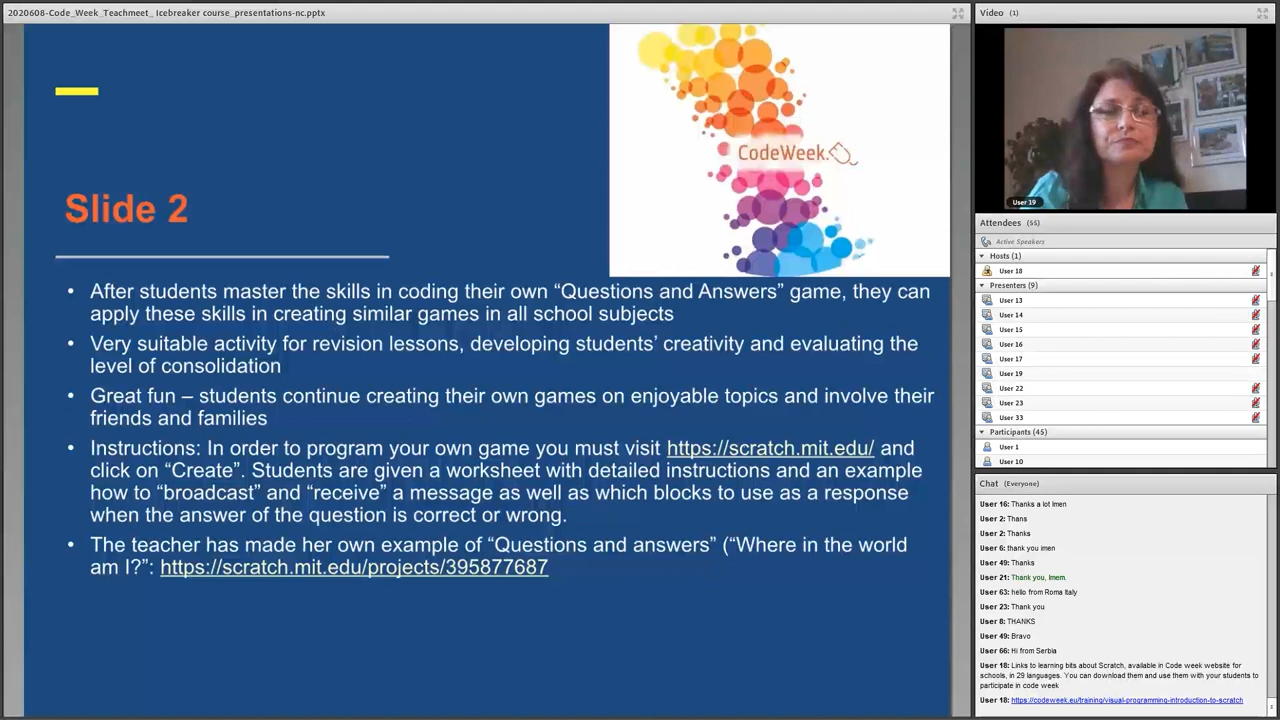 2020608-Code_Week_Teachmeet_ Icebreaker course_presentations-nc.pptx
CodeWeek.
Slide 2
• After students master the skills in coding their own “Questions and Answers” game, they can
apply these skills in creating similar games in all school subjects
• Very suitable activity for revision lessons, developing students’ creativity and evaluating the
level of consolidation
• Great fun – students continue creating their own games on enjoyable topics and involve their
friends and families
• Instructions: In order to program your own game you must visit https://scratch.mit.edu/ and
click on “Create”. Students are given a worksheet with detailed instructions and an example
how to “broadcast” and “receive” a message as well as which blocks to use as a response
when the answer of the question is correct or wrong.
• The teacher has made her own example of “Questions and answers” (“Where in the world
am I?”: https://scratch.mit.edu/projects/395877687
Video (1)
User 19
Attendees (55)
Active Speakers
Hosts (1)
User 18
Presenters (9)
User 13
User 14
User 15
User 16
User 17
User 19
User 22
User 23
User 33
Participants (45)
User 1
User 10
Chat (Everyone)
User 16: Thanks a lot Imen
User 2: Thans
User 2: Thanks
User 6: thank you imen
User 49: Thanks
User 21: Thank you, Imem.
User 63: hello from Roma Italy
User 23: Thank you
User 8: THANKS
User 49: Bravo
User 66: Hi from Serbia
User 18: Links to learning bits about Scratch, available in Code week website for
schools, in 29 languages. You can download them and use them with your students to
participate in code week
User 18: https://codeweek.eu/training/visual-programming-introduction-to-scratch